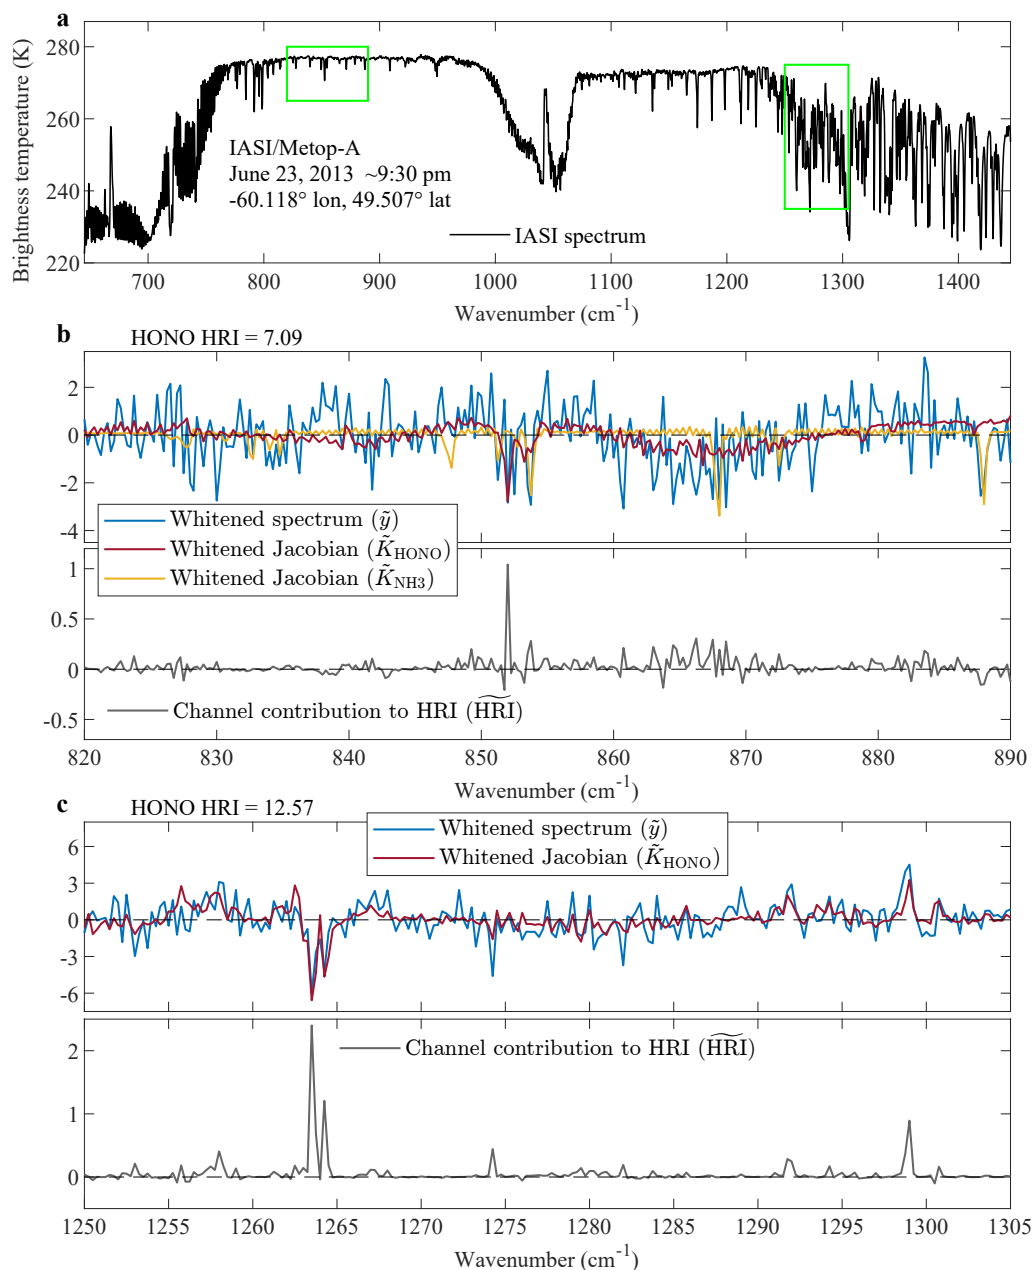 a
280
260
240
220
Brightness temperature (K)
IASI/Metop-A
June 23, 2013 ~9:30 pm
-60.118° lon, 49.507° lat
IASI spectrum
700 800 900 1000 1100 1200 1300 1400
Wavenumber (cm⁻¹)
b
HONO HRI = 7.09
2
0
-2
-4
Whitened spectrum (ỹ)
Whitened Jacobian (K̃_HONO)
Whitened Jacobian (K̃_NH3)
1
0.5
0
-0.5
Channel contribution to HRI (H͠RI)
820 830 840 850 860 870 880 890
Wavenumber (cm⁻¹)
c
HONO HRI = 12.57
Whitened spectrum (ỹ)
Whitened Jacobian (K̃_HONO)
6
3
0
-3
-6
Channel contribution to HRI (H͠RI)
2
1
0
1250 1255 1260 1265 1270 1275 1280 1285 1290 1295 1300 1305
Wavenumber (cm⁻¹)